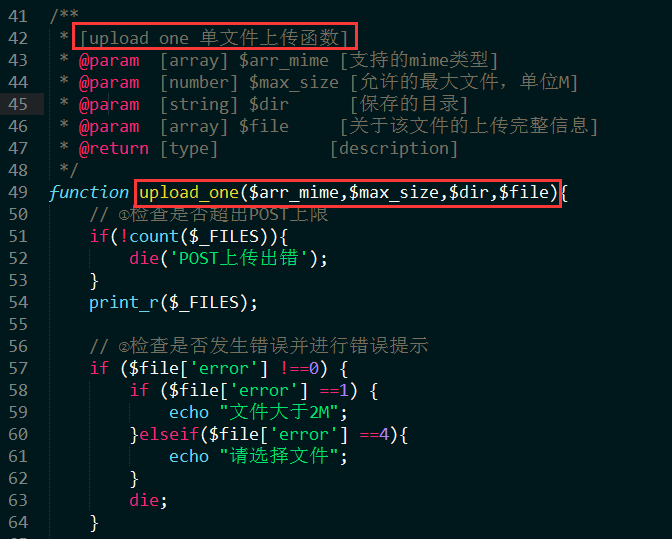 41 /**
42  * [upload_one 单文件上传函数]
43  * @param  [array] $arr_mime [支持的mime类型]
44  * @param  [number] $max_size [允许的最大文件，单位M]
45  * @param  [string] $dir      [保存的目录]
46  * @param  [array] $file     [关于该文件的上传完整信息]
47  * @return [type]           [description]
48  */
49 function upload_one($arr_mime,$max_size,$dir,$file){
50     // ①检查是否超出POST上限
51     if(!count($_FILES)){
52         die('POST上传出错');
53     }
54     print_r($_FILES);
55
56     // ②检查是否发生错误并进行错误提示
57     if ($file['error'] !==0) {
58         if ($file['error'] ==1) {
59             echo "文件大于2M";
60         }elseif($file['error'] ==4){
61             echo "请选择文件";
62         }
63         die;
64     }